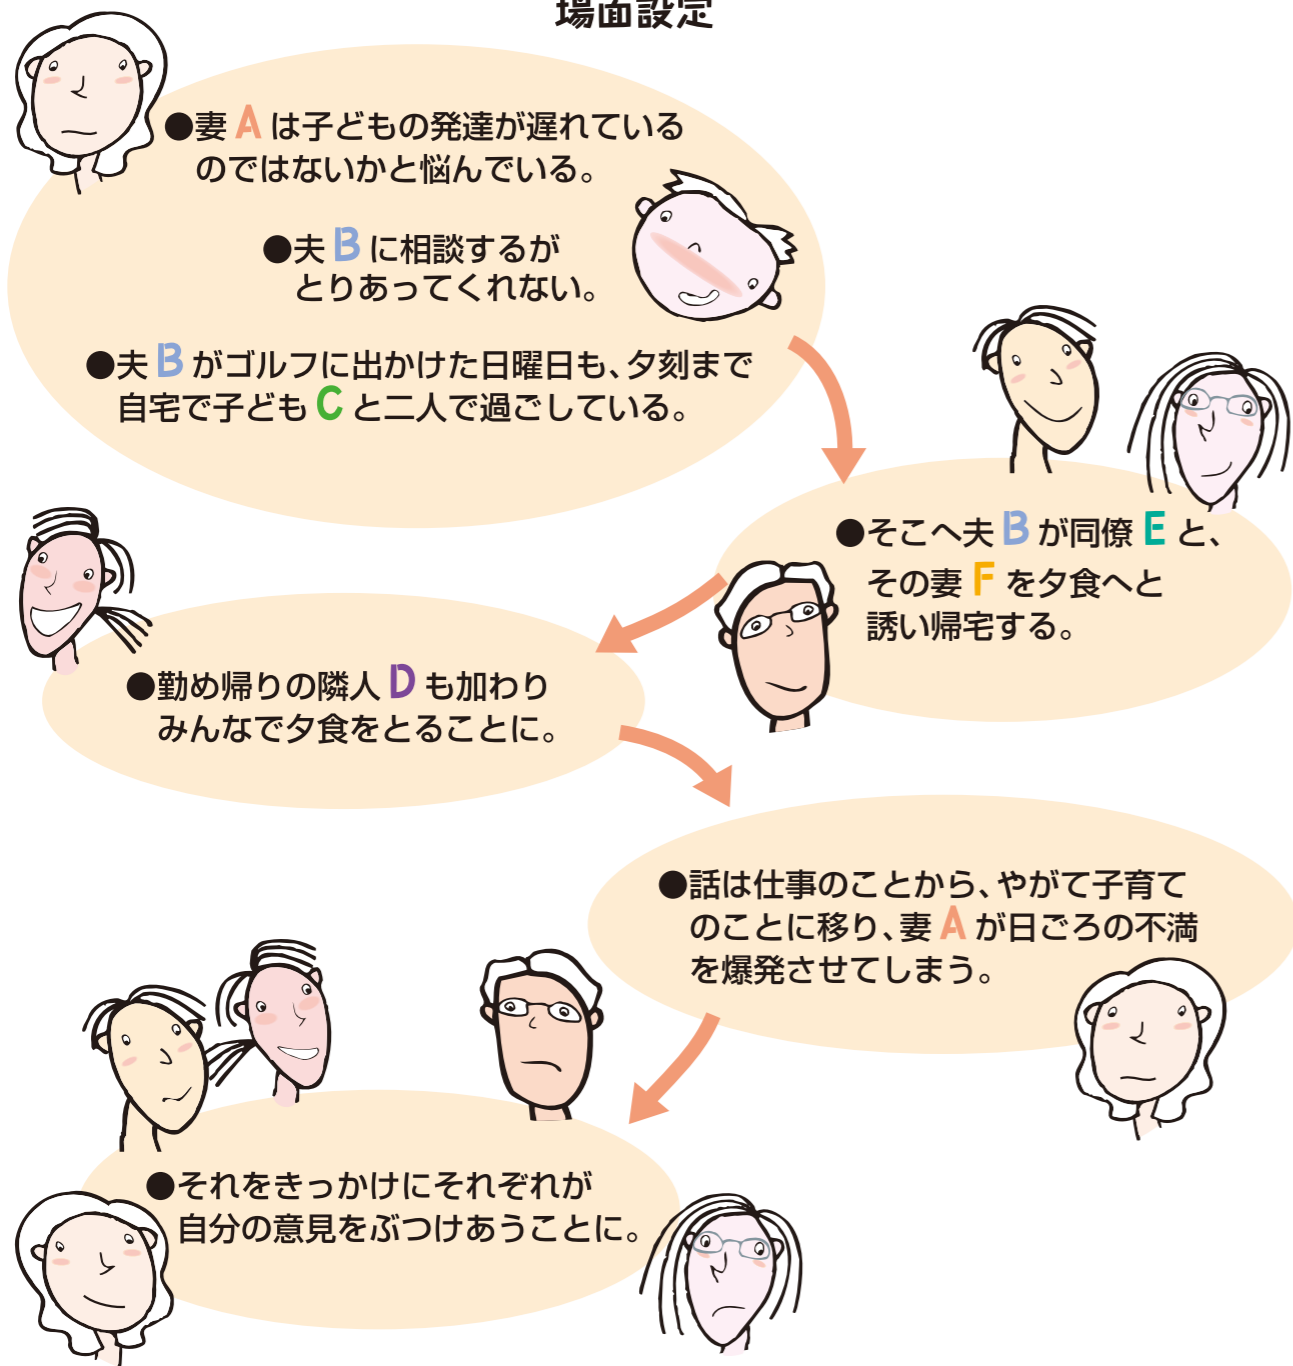 場面設定
●妻Aは子どもの発達が遅れている
のではないかと悩んでいる。
●夫Bに相談するが
とりあってくれない。
●夫Bがゴルフに出かけた日曜日も、夕刻まで
自宅で子どもCと二人で過ごしている。
●そこへ夫Bが同僚Eと、
その妻Fを夕食へと
誘い帰宅する。
●勤め帰りの隣人Dも加わり
みんなで夕食をとることに。
●話は仕事のことから、やがて子育て
のことに移り、妻Aが日ごろの不満
を爆発させてしまう。
●それをきっかけにそれぞれが
自分の意見をぶつけあうことに。